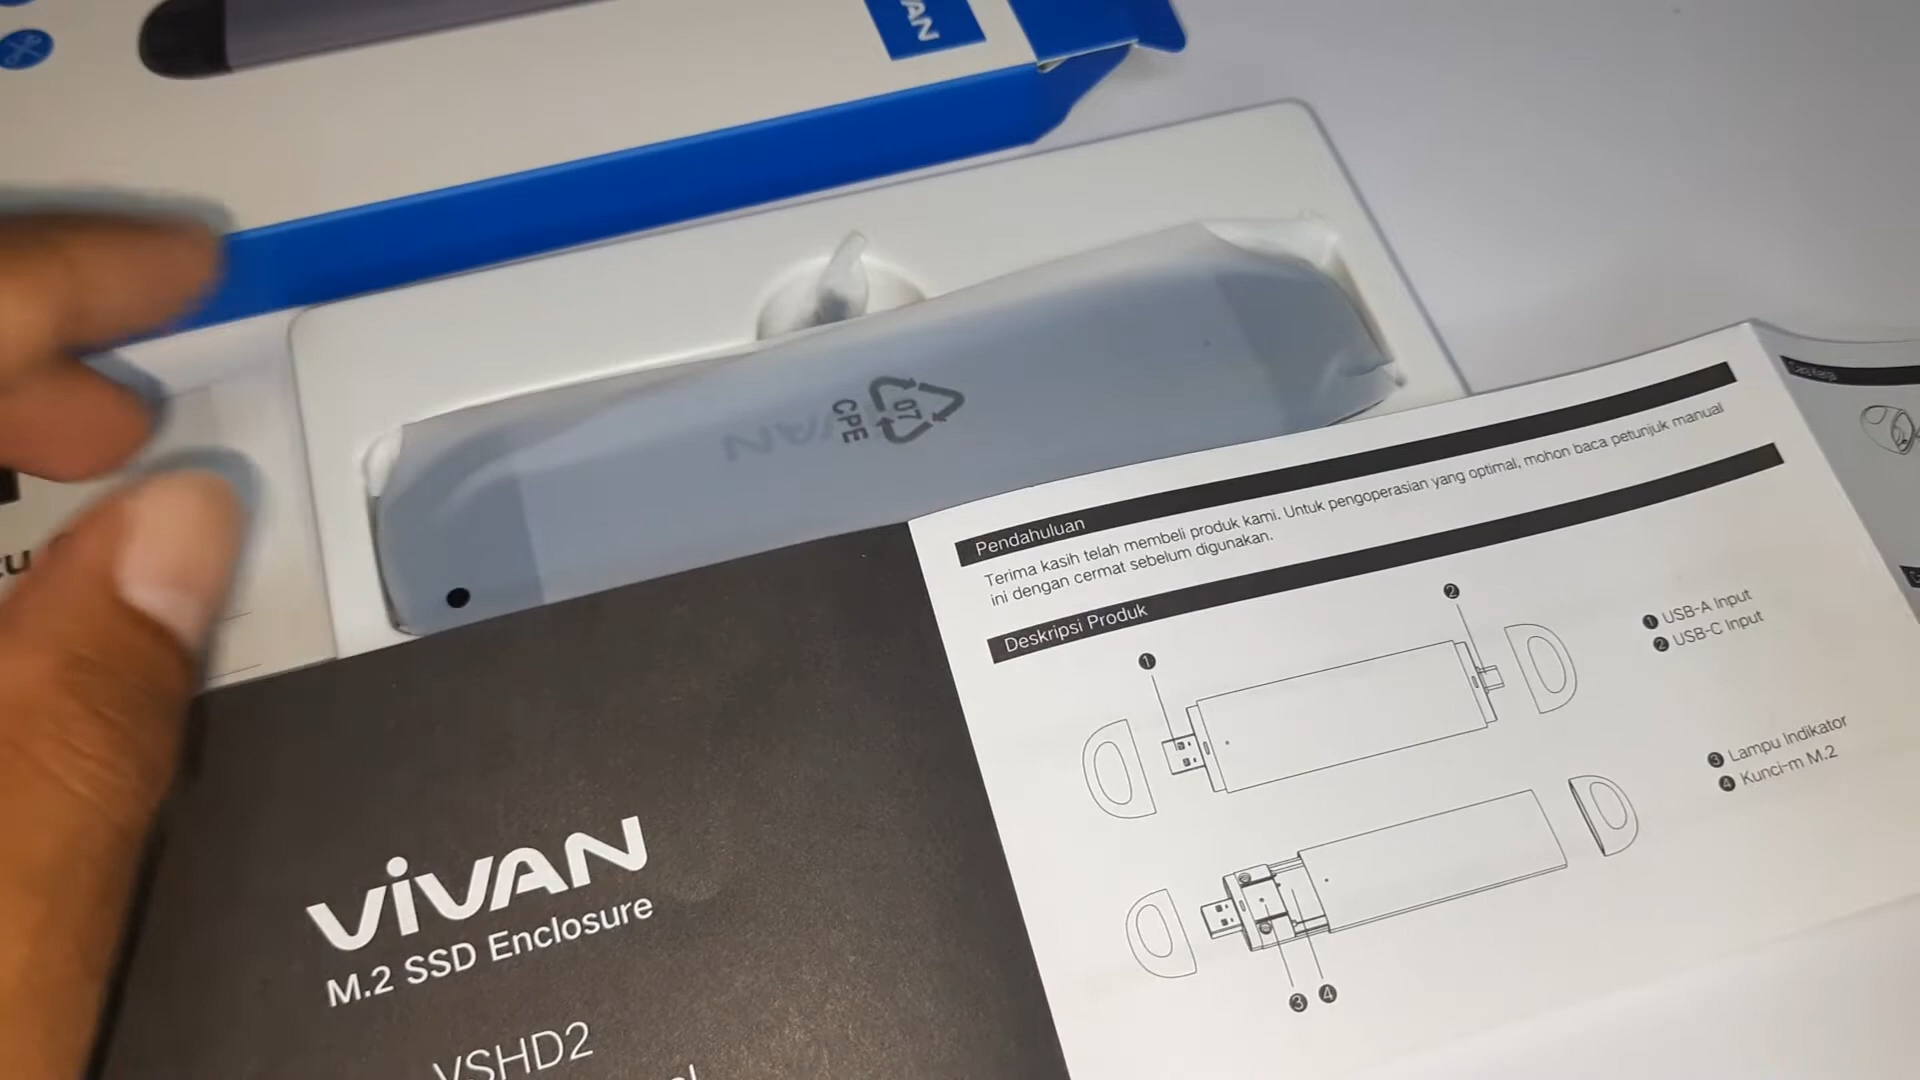 VAN
07
CPE
VIVAN
Pendahuluan
Terima kasih telah membeli produk kami. Untuk pengoperasian yang optimal, mohon baca petunjuk manual
ini dengan cermat sebelum digunakan.
Deskripsi Produk
1
2
1 USB-A Input
2 USB-C Input
3 Lampu Indikator
4 Kunci-m M.2
3 4
ViVAN
M.2 SSD Enclosure
VSHD2